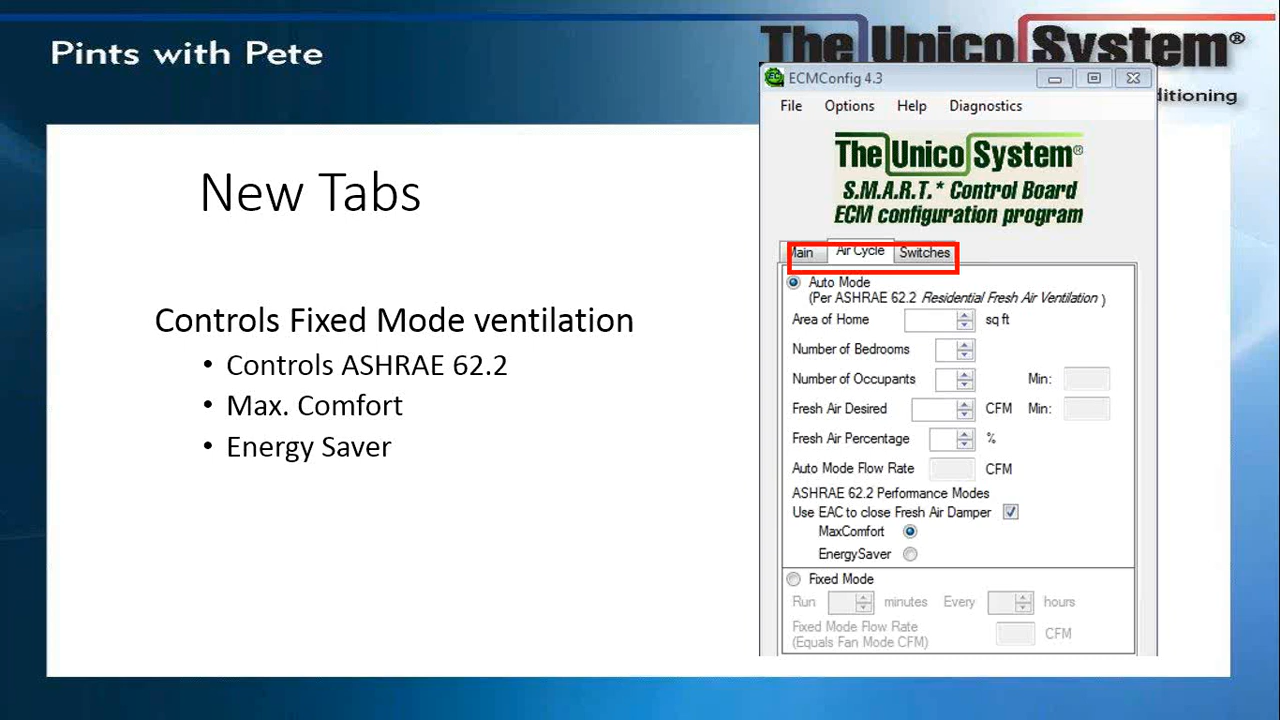 Pints with Pete
The Unico System®
ditioning
New Tabs
Controls Fixed Mode ventilation
• Controls ASHRAE 62.2
• Max. Comfort
• Energy Saver
ECMConfig 4.3
File Options Help Diagnostics
The Unico System®
S.M.A.R.T.* Control Board
ECM configuration program
Main Air Cycle Switches
Auto Mode
(Per ASHRAE 62.2 Residential Fresh Air Ventilation )
Area of Home sq ft
Number of Bedrooms
Number of Occupants Min:
Fresh Air Desired CFM Min:
Fresh Air Percentage %
Auto Mode Flow Rate CFM
ASHRAE 62.2 Performance Modes
Use EAC to close Fresh Air Damper
MaxComfort
EnergySaver
Fixed Mode
Run minutes Every hours
Fixed Mode Flow Rate CFM
(Equals Fan Mode CFM)